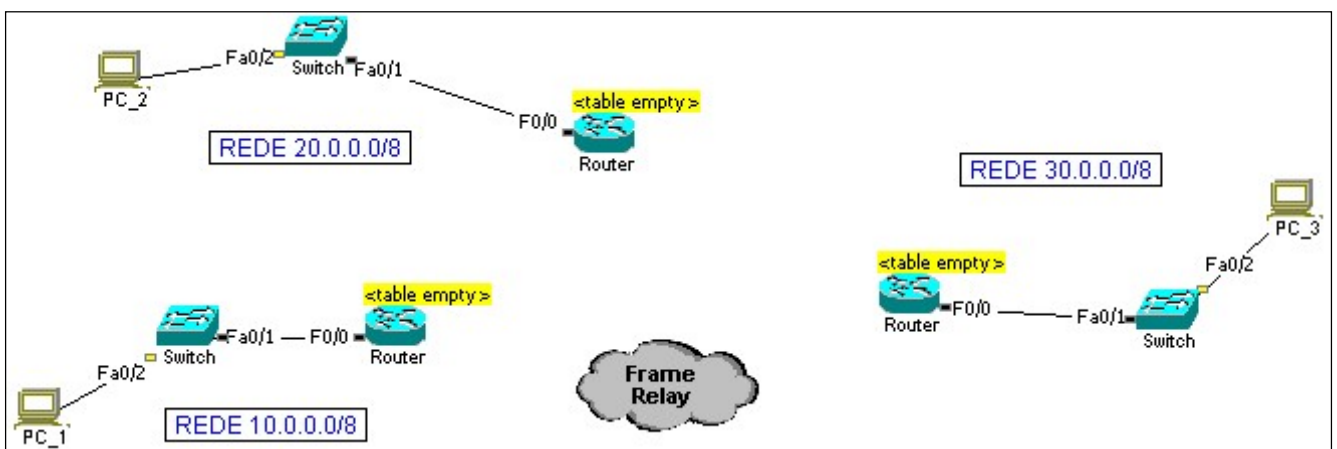 Fa0/2
Switch
Fa0/1
PC_2
<table empty>
F0/0
Router
REDE 20.0.0.0/8
REDE 30.0.0.0/8
PC_3
<table empty>
Fa0/2
F0/0
Fa0/1
Router
Switch
<table empty>
Fa0/1
F0/0
Switch
Router
Fa0/2
Frame
Relay
REDE 10.0.0.0/8
PC_1